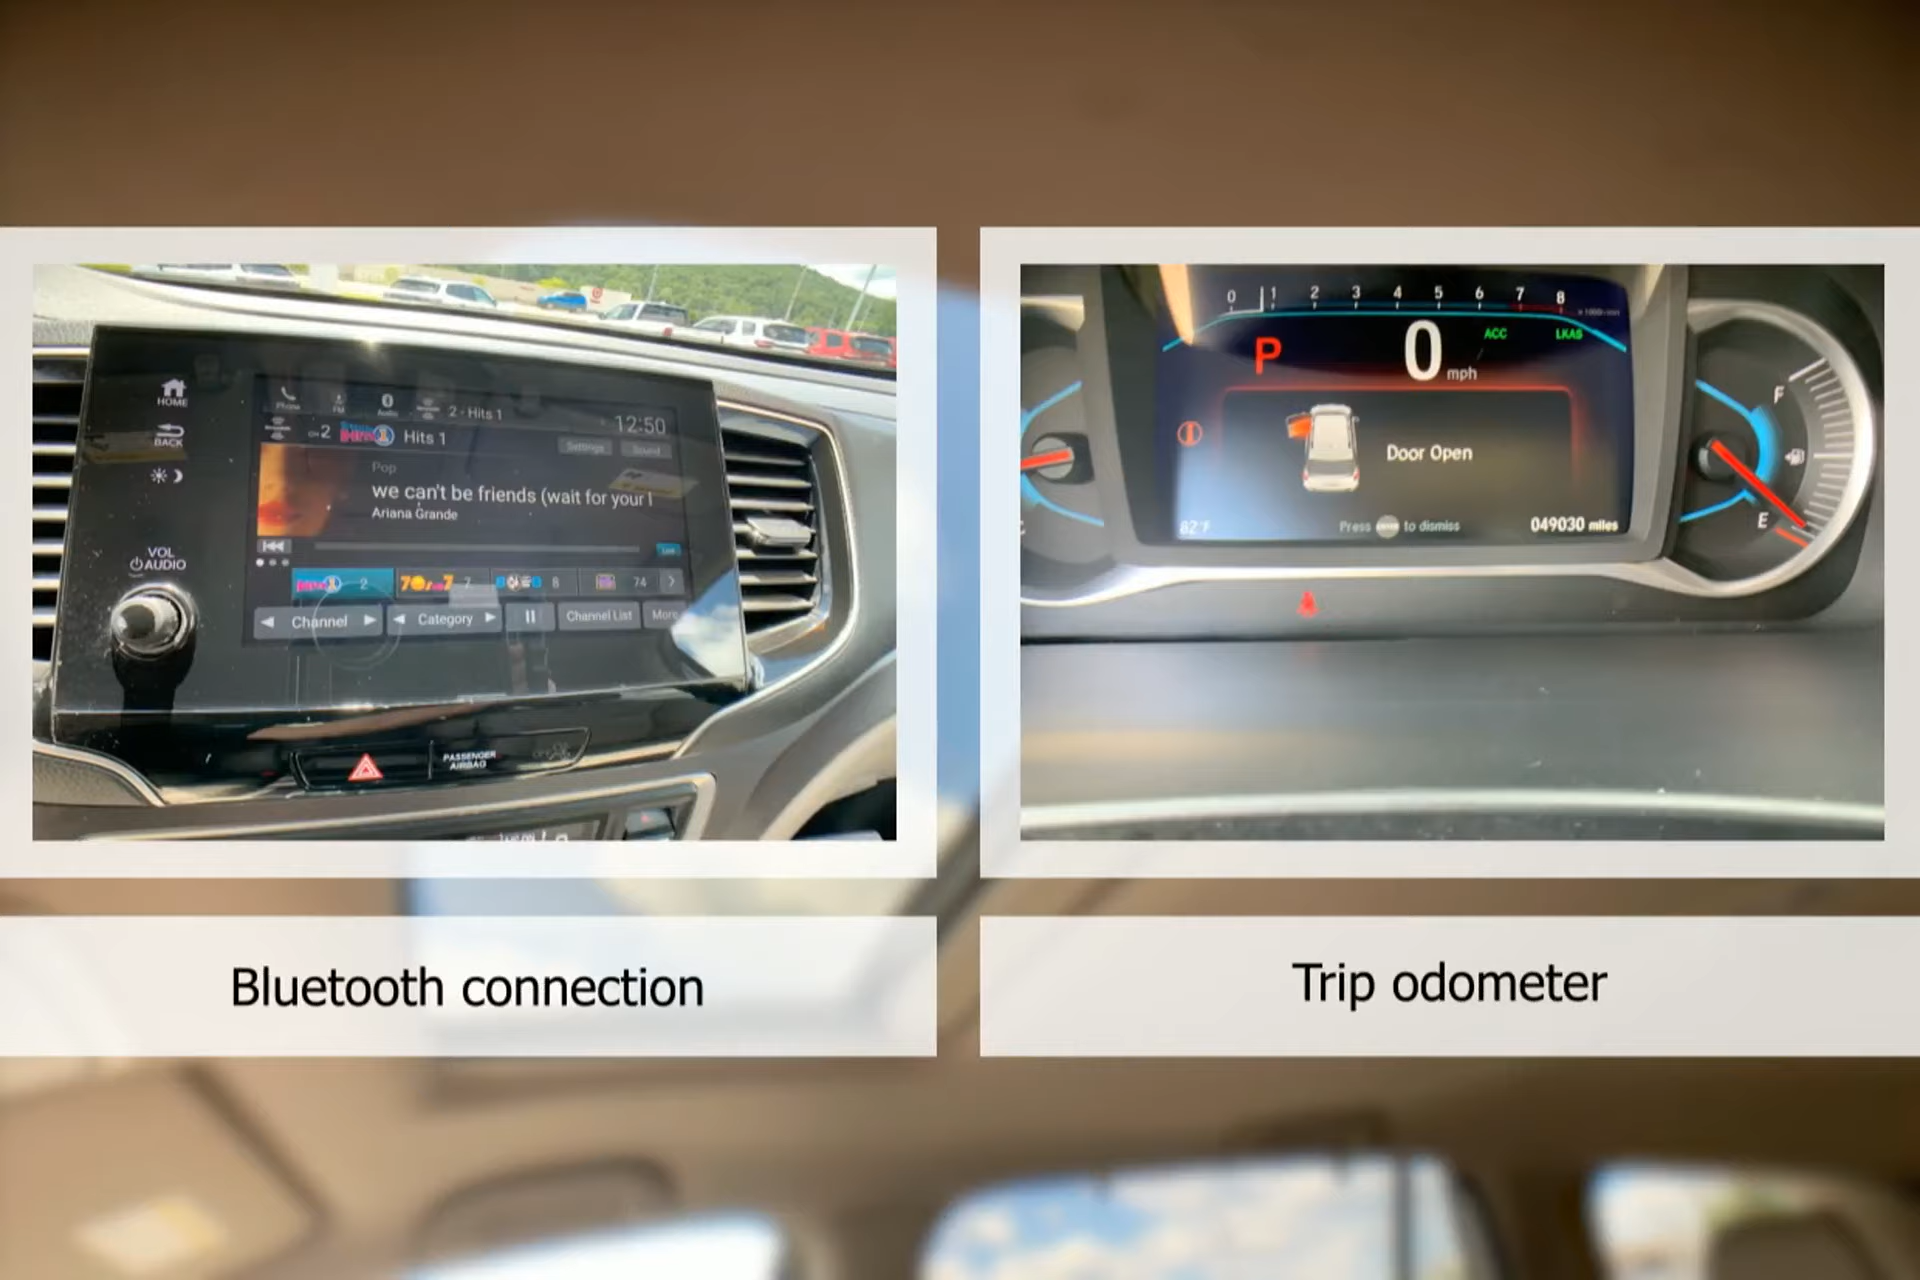 Phone
FM
Audio
2 · Hits 1
12:50
HOME
CH 2
Hits 1
Settings
Sound
BACK
Pop
we can't be friends (wait for your l
Ariana Grande
VOL
AUDIO
2
7
8
74
Channel
Category
Channel List
More
PASSENGER
AIRBAG
OFF
Bluetooth connection
0 1 2 3 4 5 6 7 8
P
0
mph
ACC
LKAS
F
Door Open
E
82°F
Press
to dismiss
049030 miles
Trip odometer